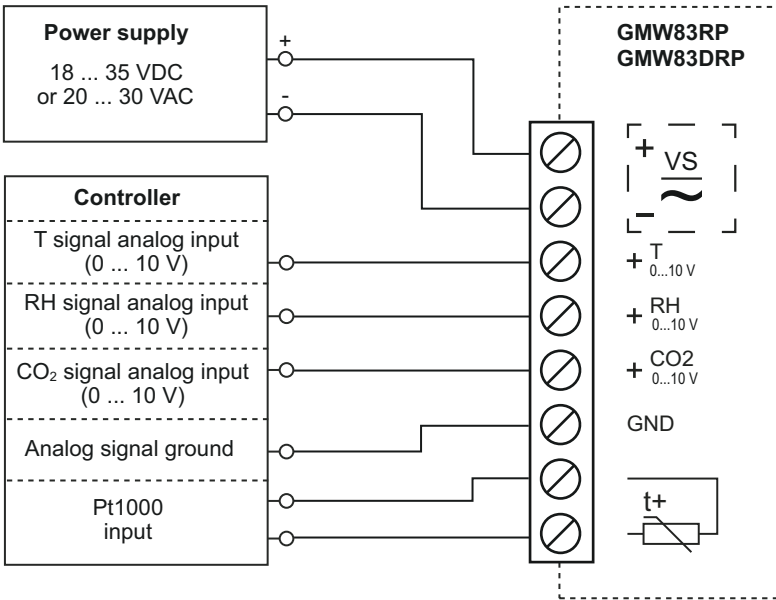 Power supply
18 ... 35 VDC
or 20 ... 30 VAC
+
-
Controller
T signal analog input
(0 ... 10 V)
RH signal analog input
(0 ... 10 V)
CO₂ signal analog input
(0 ... 10 V)
Analog signal ground
Pt1000
input
GMW83RP
GMW83DRP
+
VS
~
–
+ T
0...10 V
+ RH
0...10 V
+ CO2
0...10 V
GND
t+